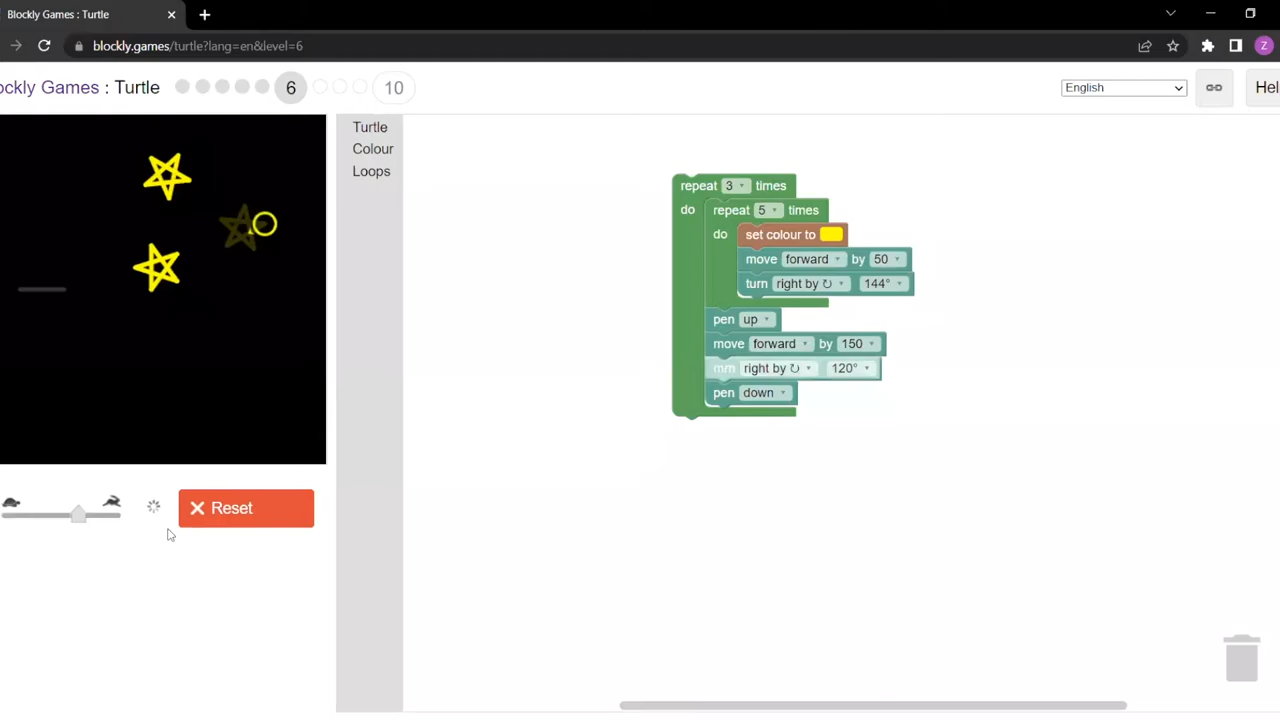 Blockly Games : Turtle
blockly.games/turtle?lang=en&level=6
ockly Games : Turtle 6 10 English Hel
Turtle
Colour
Loops
repeat 3 times
do repeat 5 times
do set colour to
move forward by 50
turn right by ↻ 144°
pen up
move forward by 150
right by ↻ 120°
pen down
Reset
Z